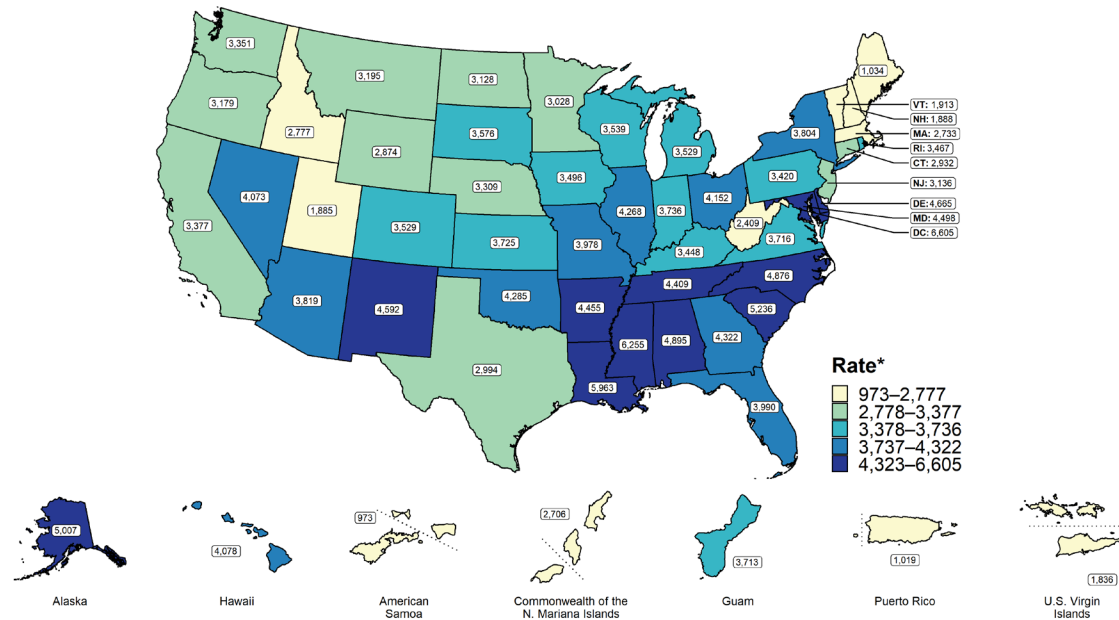 3,351
3,195
3,128
3,028
1,034
3,179
2,777
2,874
3,576
3,539
3,529
3,804
VT: 1,913
NH: 1,888
MA: 2,733
RI: 3,467
CT: 2,932
NJ: 3,136
DE: 4,665
MD: 4,498
DC: 6,605
4,073
1,885
3,309
3,496
4,268
3,736
4,152
3,420
2,409
3,716
3,377
3,529
3,725
3,978
3,448
3,819
4,592
4,285
4,455
4,409
4,876
5,236
2,994
5,963
6,255
4,895
4,322
3,990
Rate*
973–2,777
2,778–3,377
3,378–3,736
3,737–4,322
4,323–6,605
5,007
4,078
973
2,706
3,713
1,019
1,836
Alaska
Hawaii
American
Samoa
Commonwealth of the
N. Mariana Islands
Guam
Puerto Rico
U.S. Virgin
Islands